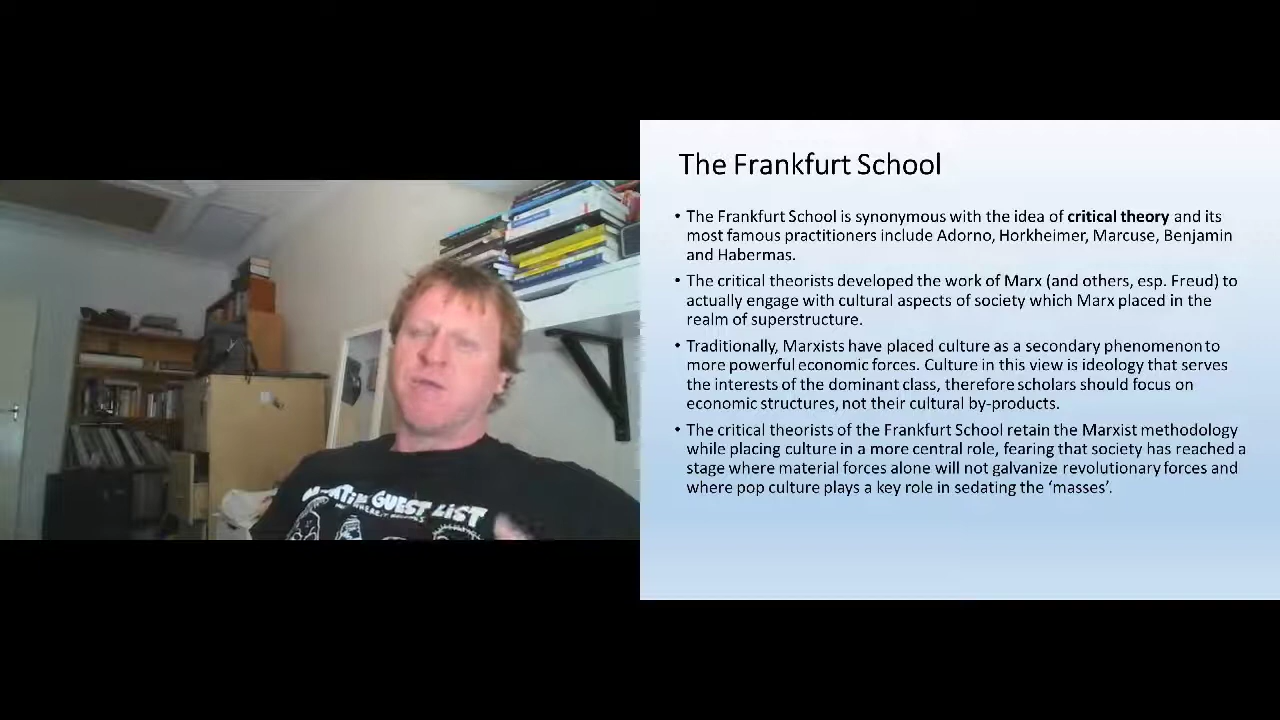 The Frankfurt School
• The Frankfurt School is synonymous with the idea of critical theory and its
most famous practitioners include Adorno, Horkheimer, Marcuse, Benjamin
and Habermas.
• The critical theorists developed the work of Marx (and others, esp. Freud) to
actually engage with cultural aspects of society which Marx placed in the
realm of superstructure.
• Traditionally, Marxists have placed culture as a secondary phenomenon to
more powerful economic forces. Culture in this view is ideology that serves
the interests of the dominant class, therefore scholars should focus on
economic structures, not their cultural by-products.
• The critical theorists of the Frankfurt School retain the Marxist methodology
while placing culture in a more central role, fearing that society has reached a
stage where material forces alone will not galvanize revolutionary forces and
where pop culture plays a key role in sedating the ‘masses’.
GUEST LIST